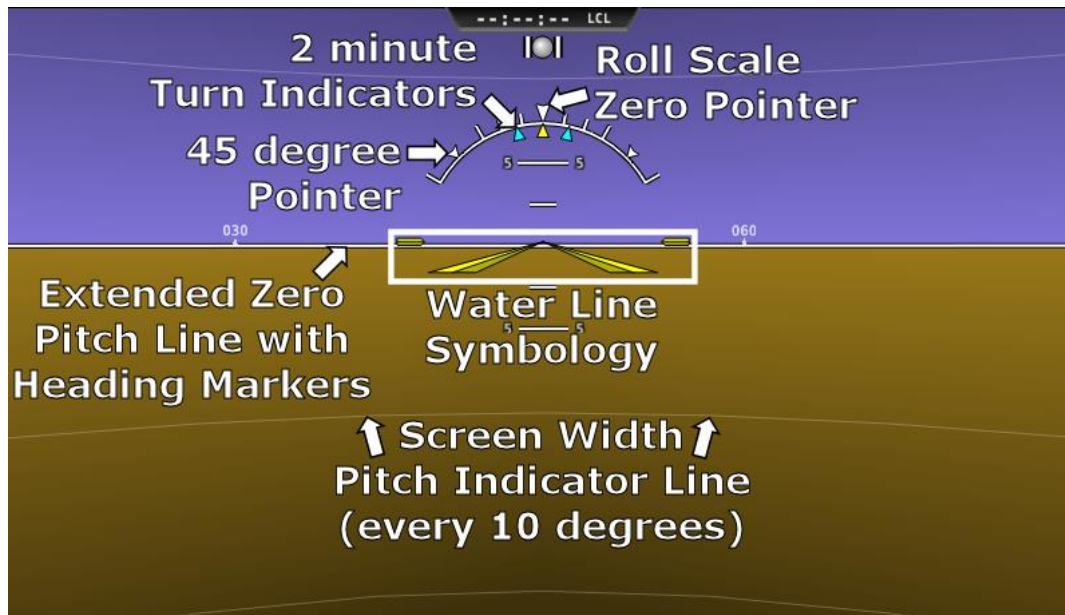 --:--:-- LCL
2 minute
Turn Indicators
Roll Scale
Zero Pointer
45 degree
Pointer
5 5
030
060
Extended Zero
Pitch Line with
Heading Markers
Water Line
5 5
Symbology
Screen Width
Pitch Indicator Line
(every 10 degrees)